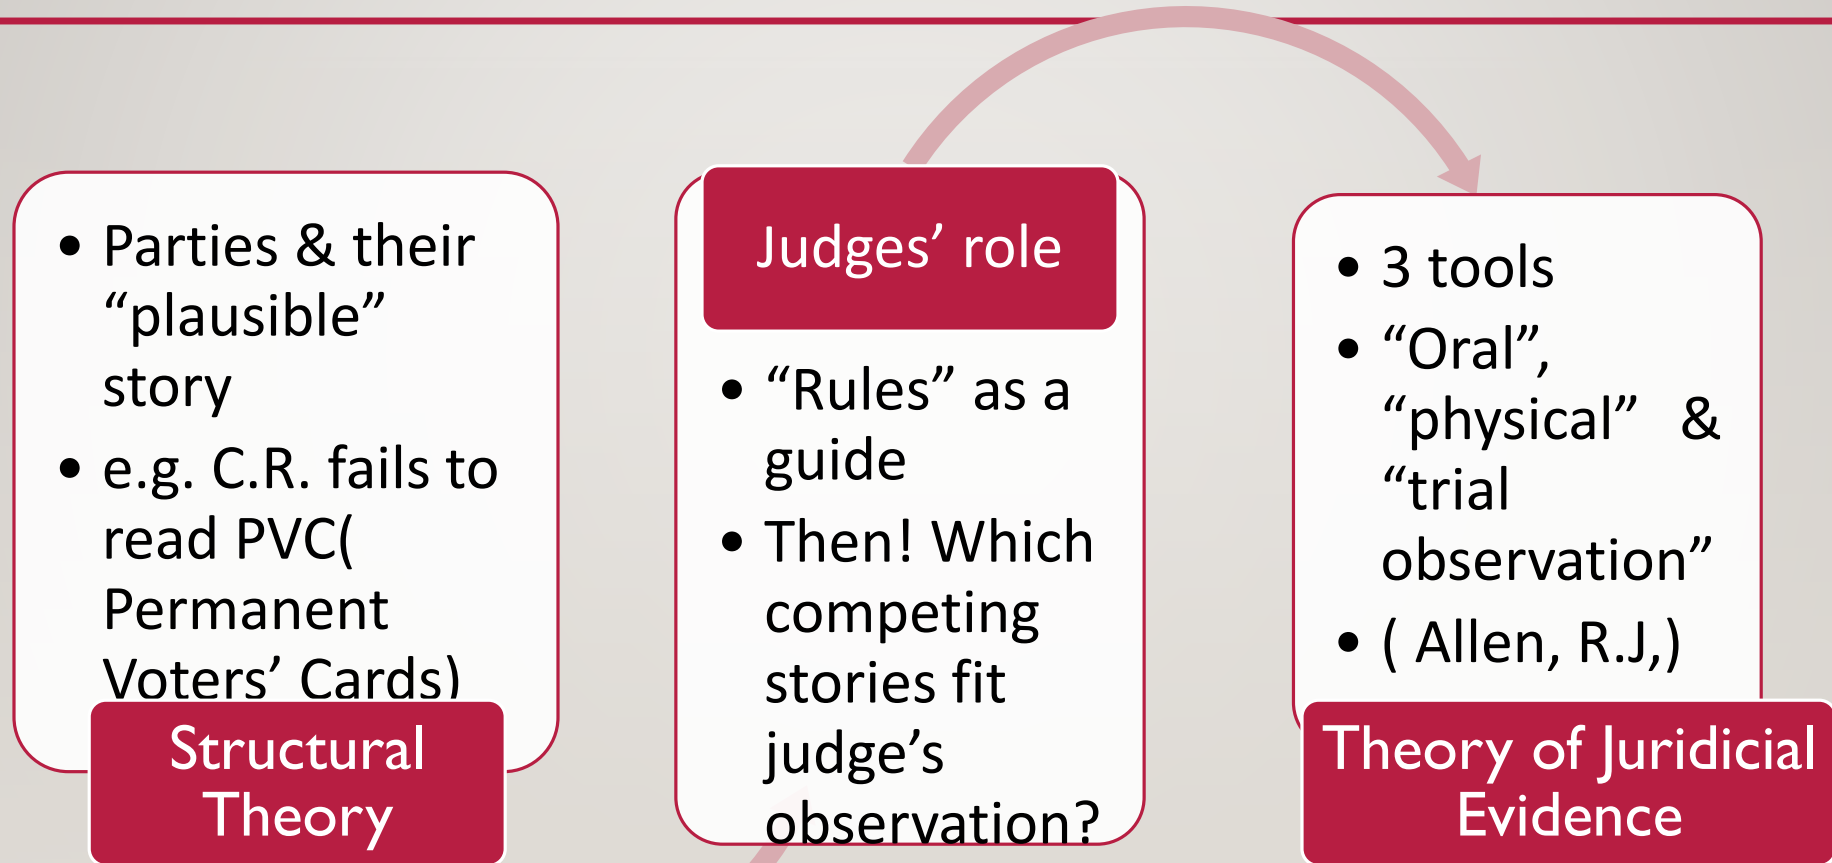 • Parties & their
“plausible”
story
• e.g. C.R. fails to
read PVC(
Permanent
Voters’ Cards)
Structural
Theory
Judges’ role
• “Rules” as a
guide
• Then! Which
competing
stories fit
judge’s
observation?
• 3 tools
• “Oral”,
“physical” &
“trial
observation”
• ( Allen, R.J,)
Theory of Juridicial
Evidence